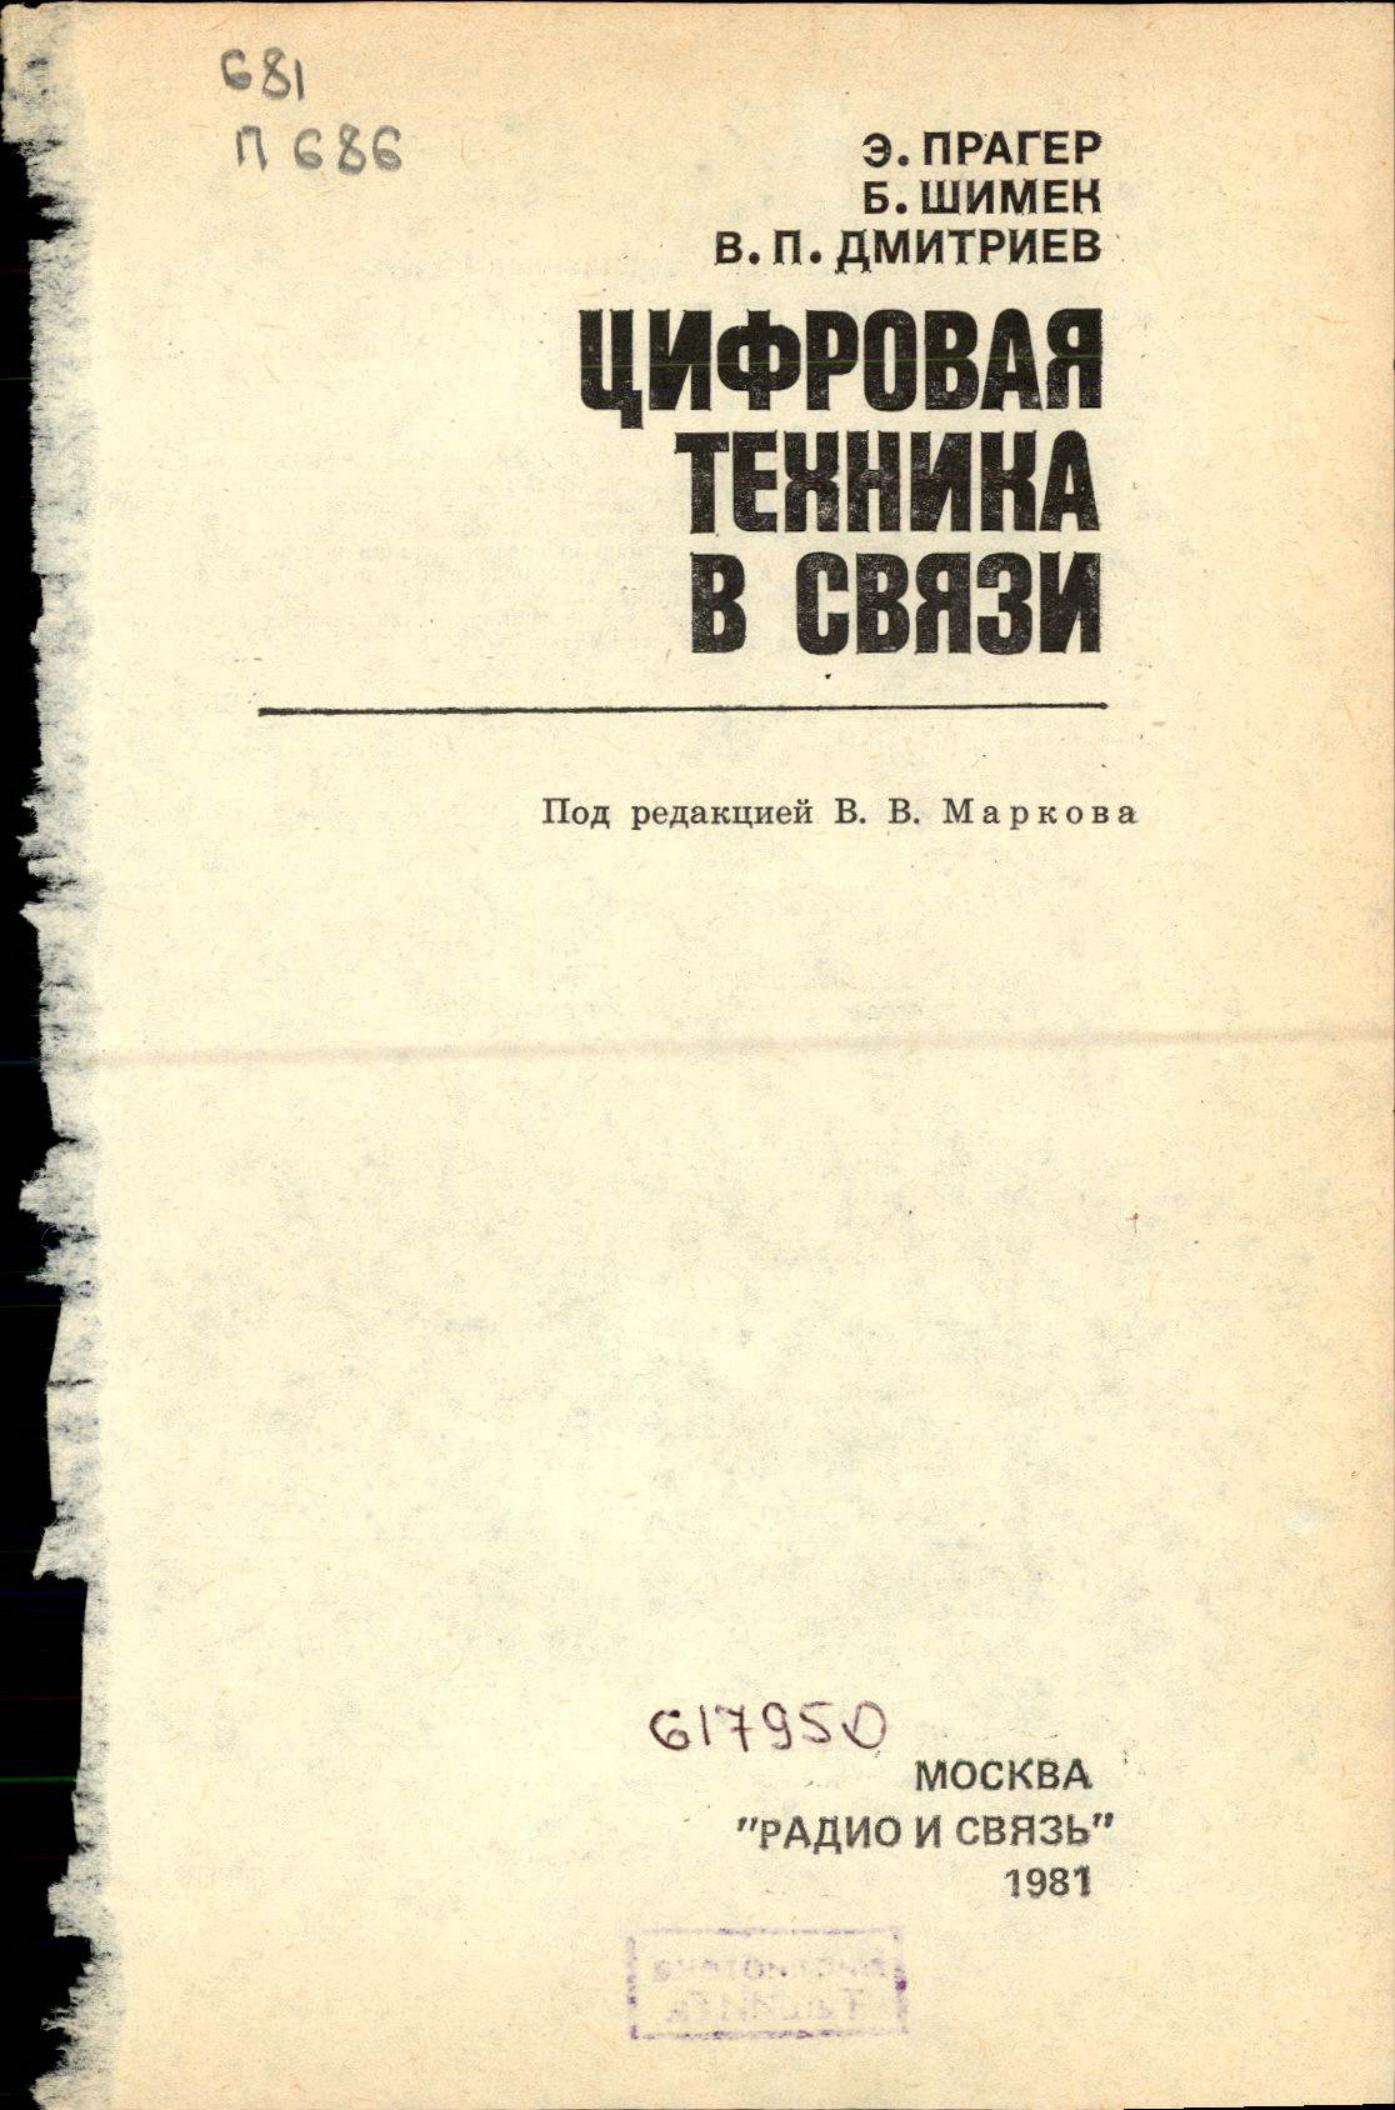 681
П 686
Э. ПРАГЕР
Б. ШИМЕК
В. П. ДМИТРИЕВ
ЦИФРОВАЯ
ТЕХНИКА
В СВЯЗИ
Под редакцией В. В. Маркова
617950
МОСКВА
"РАДИО И СВЯЗЬ"
1981